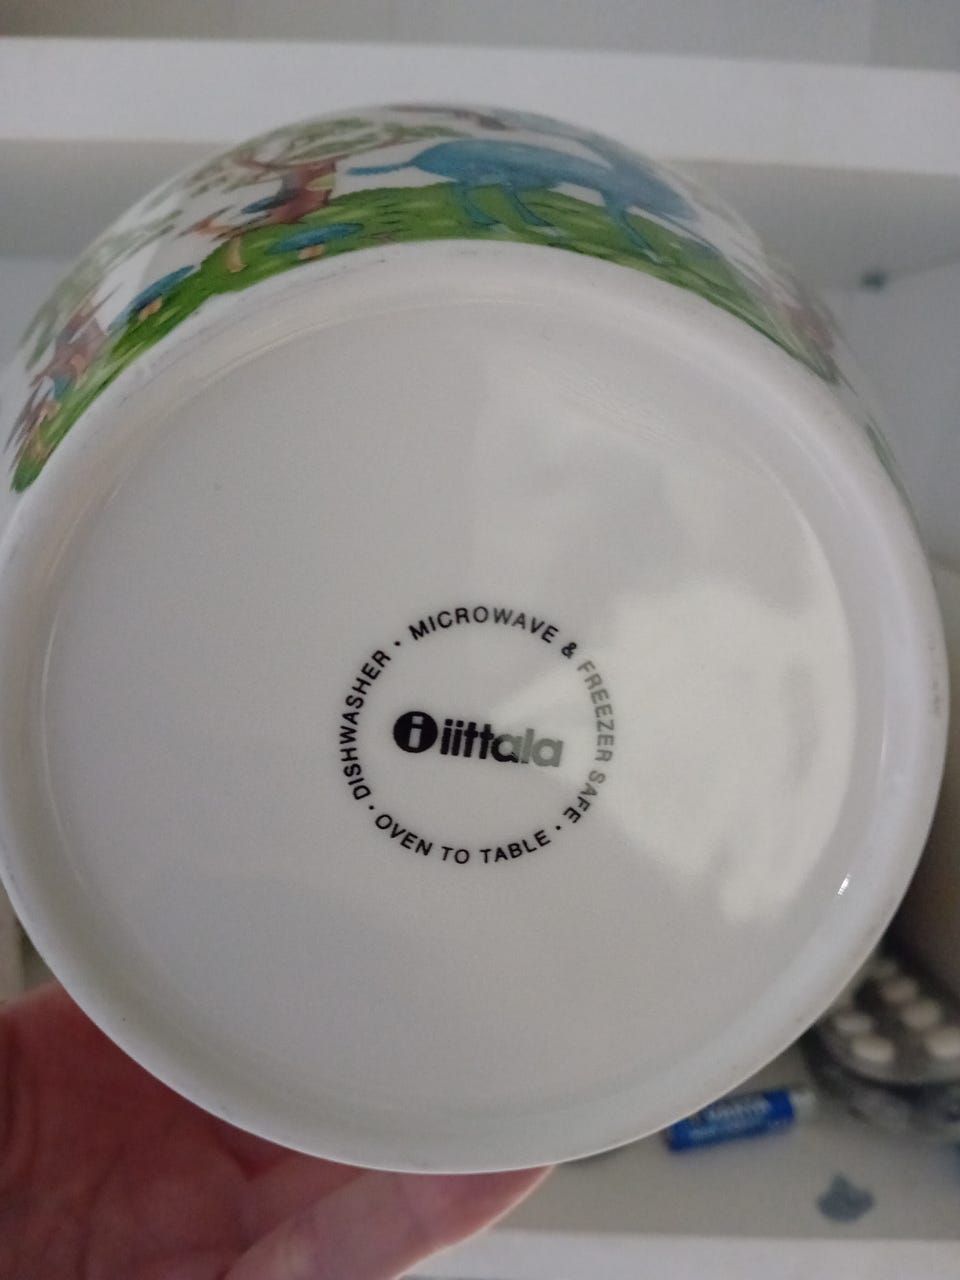 DISHWASHER · MICROWAVE & FREEZER SAFE · OVEN TO TABLE ·
i iittala